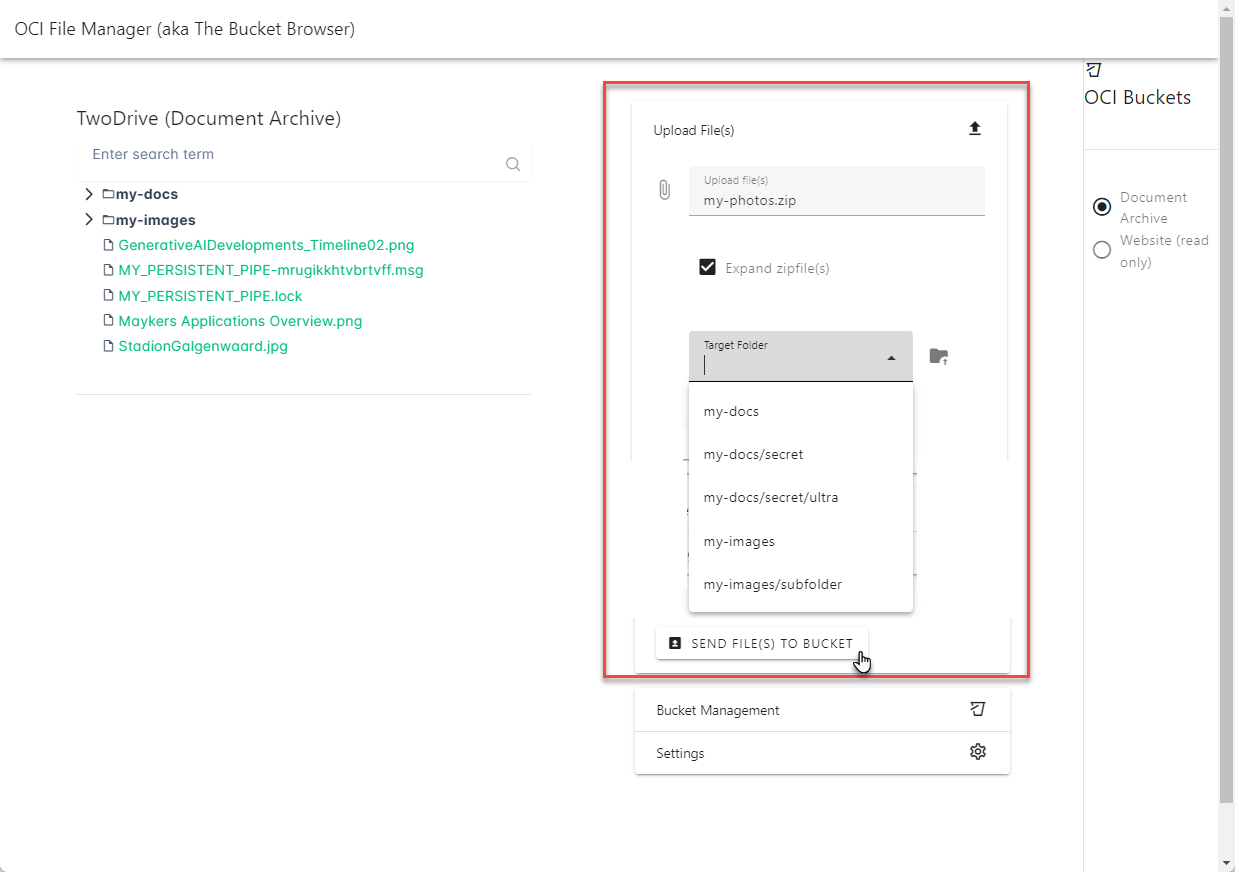 OCI File Manager (aka The Bucket Browser)
TwoDrive (Document Archive)
Enter search term
my-docs
my-images
GenerativeAIDevelopments_Timeline02.png
MY_PERSISTENT_PIPE-mrugikkhtvbrtvff.msg
MY_PERSISTENT_PIPE.lock
Maykers Applications Overview.png
StadionGalgenwaard.jpg
Upload File(s)
Upload file(s)
my-photos.zip
Expand zipfile(s)
Target Folder
my-docs
my-docs/secret
my-docs/secret/ultra
my-images
my-images/subfolder
SEND FILE(S) TO BUCKET
Bucket Management
Settings
OCI Buckets
Document
Archive
Website (read
only)